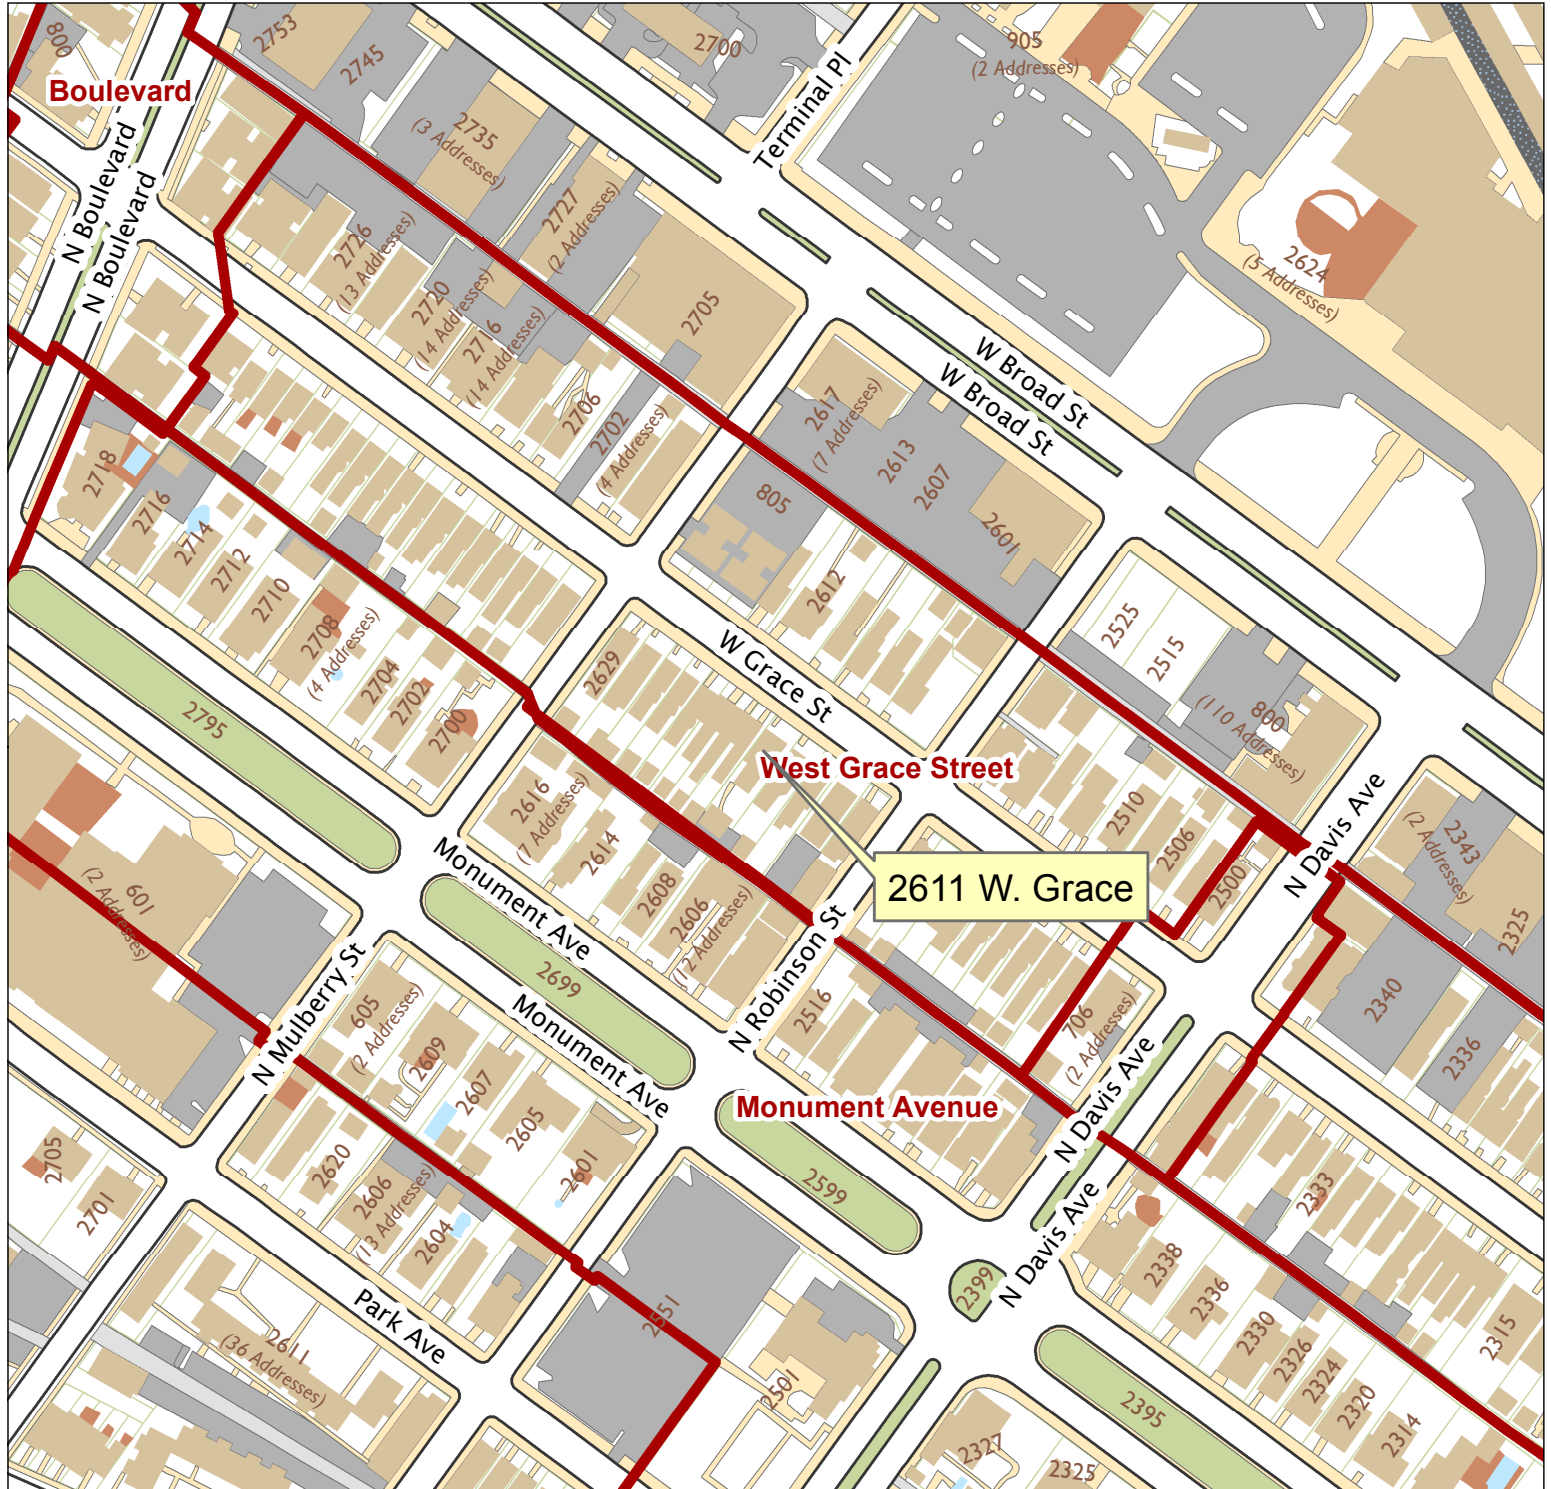 800
2753
2745
2700
905
(2 Addresses)
Boulevard
Terminal Pl
2735
(3 Addresses)
N Boulevard
N Boulevard
2727
(2 Addresses)
2726
(13 Addresses)
2720
(14 Addresses)
2716
(14 Addresses)
2705
2624
(5 Addresses)
W Broad St
W Broad St
2706
2702
(4 Addresses)
2617
(7 Addresses)
2613
2607
2601
805
2612
2718
2716
2714
2712
2710
2708
(4 Addresses)
2704
2702
2700
2629
W Grace St
2525
2515
800
(110 Addresses)
2795
West Grace Street
2616
(7 Addresses)
2614
2608
2606
(12 Addresses)
2611 W. Grace
2510
2506
2500
N Davis Ave
2343
(2 Addresses)
2325
601
(2 Addresses)
Monument Ave
2699
Monument Ave
N Robinson St
2516
706
(2 Addresses)
2340
2336
N Mulberry St
605
(2 Addresses)
2609
2607
2605
2601
Monument Avenue
N Davis Ave
N Davis Ave
2599
2399
2705
2701
2620
2606
(13 Addresses)
2604
2333
2338
2336
2330
2326
2324
2320
2314
2315
Park Ave
2611
(36 Addresses)
2551
2501
2395
2327
2325